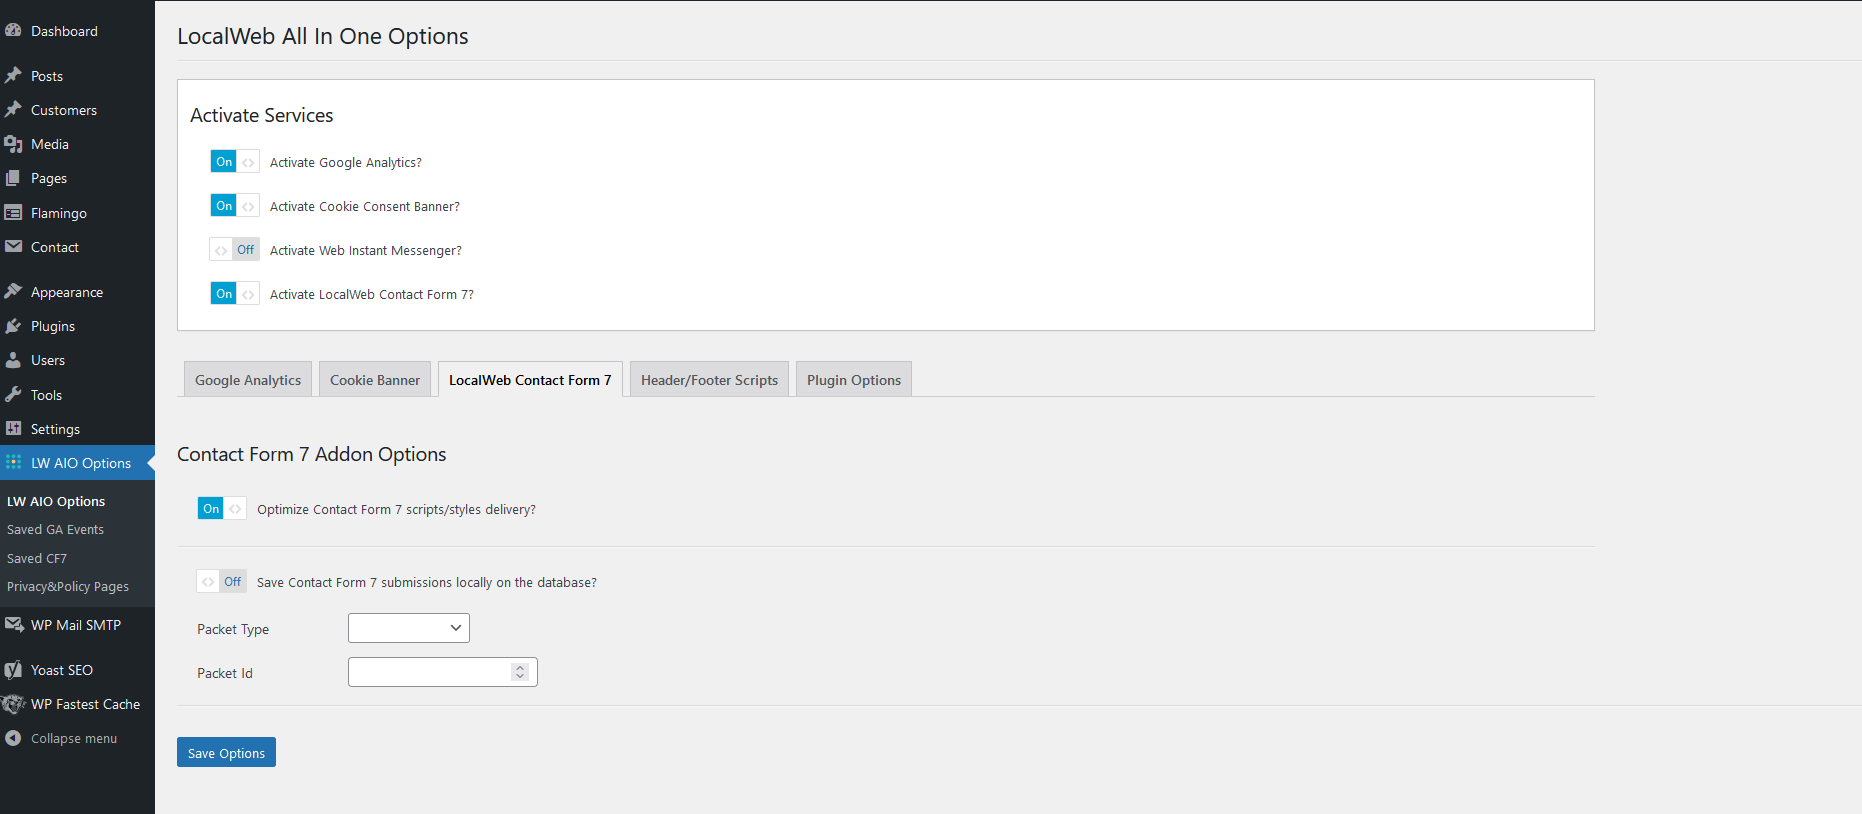 Dashboard
Posts
Customers
Media
Pages
Flamingo
Contact
Appearance
Plugins
Users
Tools
Settings
LW AIO Options
LW AIO Options
Saved GA Events
Saved CF7
Privacy&Policy Pages
WP Mail SMTP
Yoast SEO
WP Fastest Cache
Collapse menu
LocalWeb All In One Options
Activate Services
On Activate Google Analytics?
On Activate Cookie Consent Banner?
Off Activate Web Instant Messenger?
On Activate LocalWeb Contact Form 7?
Google Analytics Cookie Banner LocalWeb Contact Form 7 Header/Footer Scripts Plugin Options
Contact Form 7 Addon Options
On Optimize Contact Form 7 scripts/styles delivery?
Off Save Contact Form 7 submissions locally on the database?
Packet Type
Packet Id
Save Options